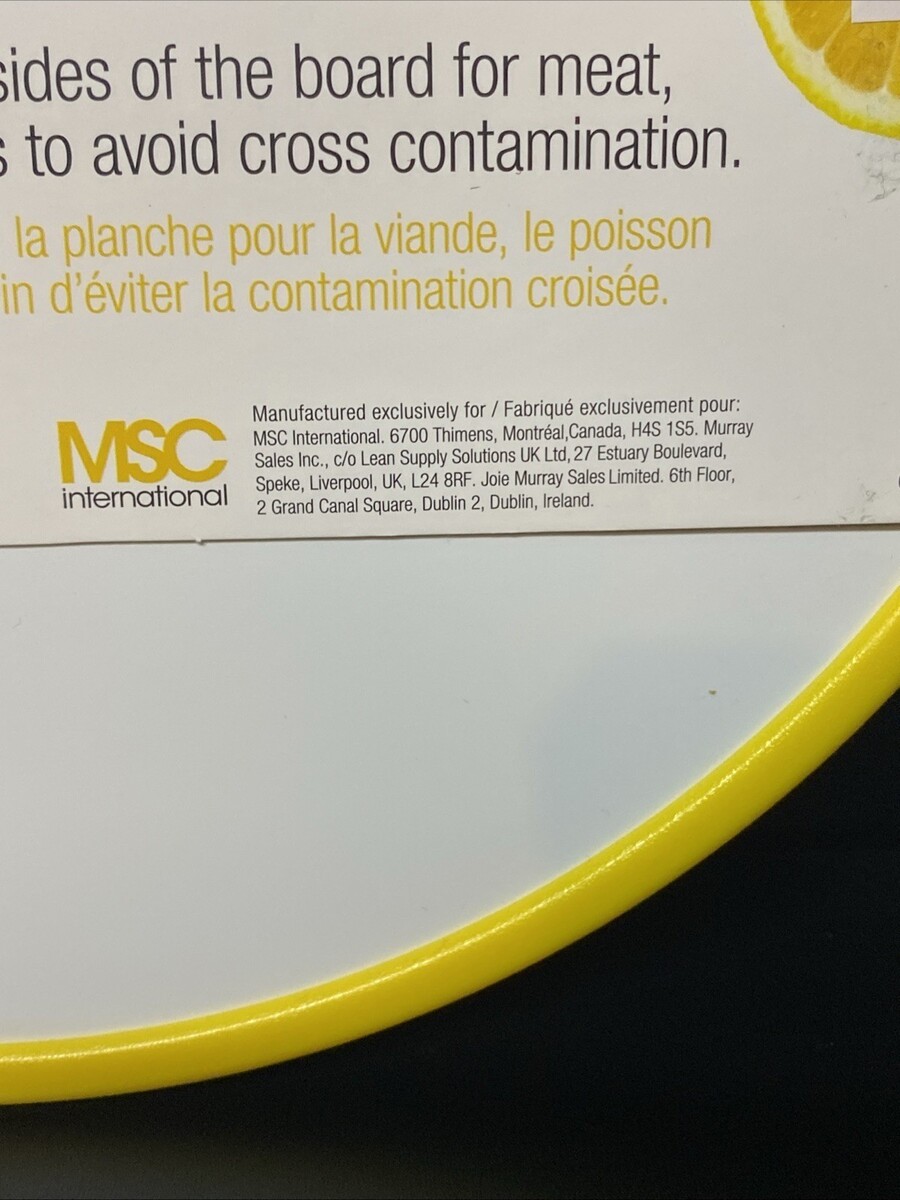 sides of the board for meat,
to avoid cross contamination.
la planche pour la viande, le poisson
in d'éviter la contamination croisée.
MSC
international
Manufactured exclusively for / Fabriqué exclusivement pour:
MSC International. 6700 Thimens, Montréal,Canada, H4S 1S5. Murray
Sales Inc., c/o Lean Supply Solutions UK Ltd, 27 Estuary Boulevard,
Speke, Liverpool, UK, L24 8RF. Joie Murray Sales Limited. 6th Floor,
2 Grand Canal Square, Dublin 2, Dublin, Ireland.